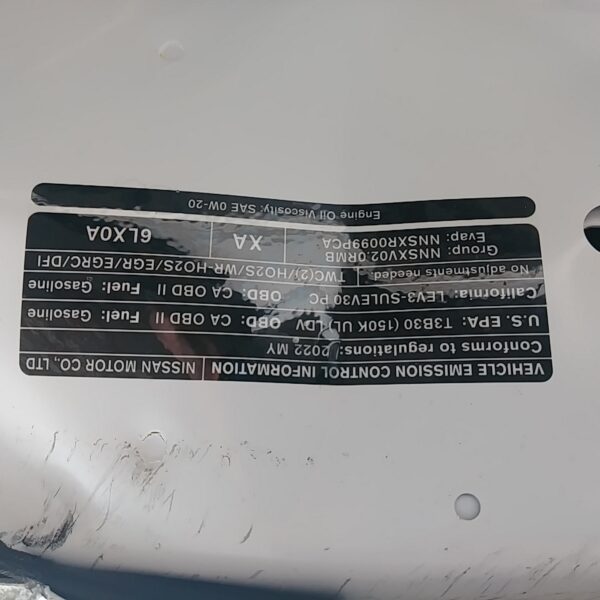 VEHICLE EMISSION CONTROL INFORMATION NISSAN MOTOR CO., LTD
Conforms to regulations: 2022 MY
U.S. EPA: T3B30 (150K UL) LDV OBD: CA OBD II Fuel: Gasoline
California: LEV3-SULEV30 PC OBD: CA OBD II Fuel: Gasoline
No adjustments needed. TWC(2)/HO2S/WR-HO2S/EGR/EGRC/DFI
Group: NNSXV02.0RMB
Evap: NNSXR0099PCA XA 6LX0A
Engine Oil Viscosity: SAE 0W-20